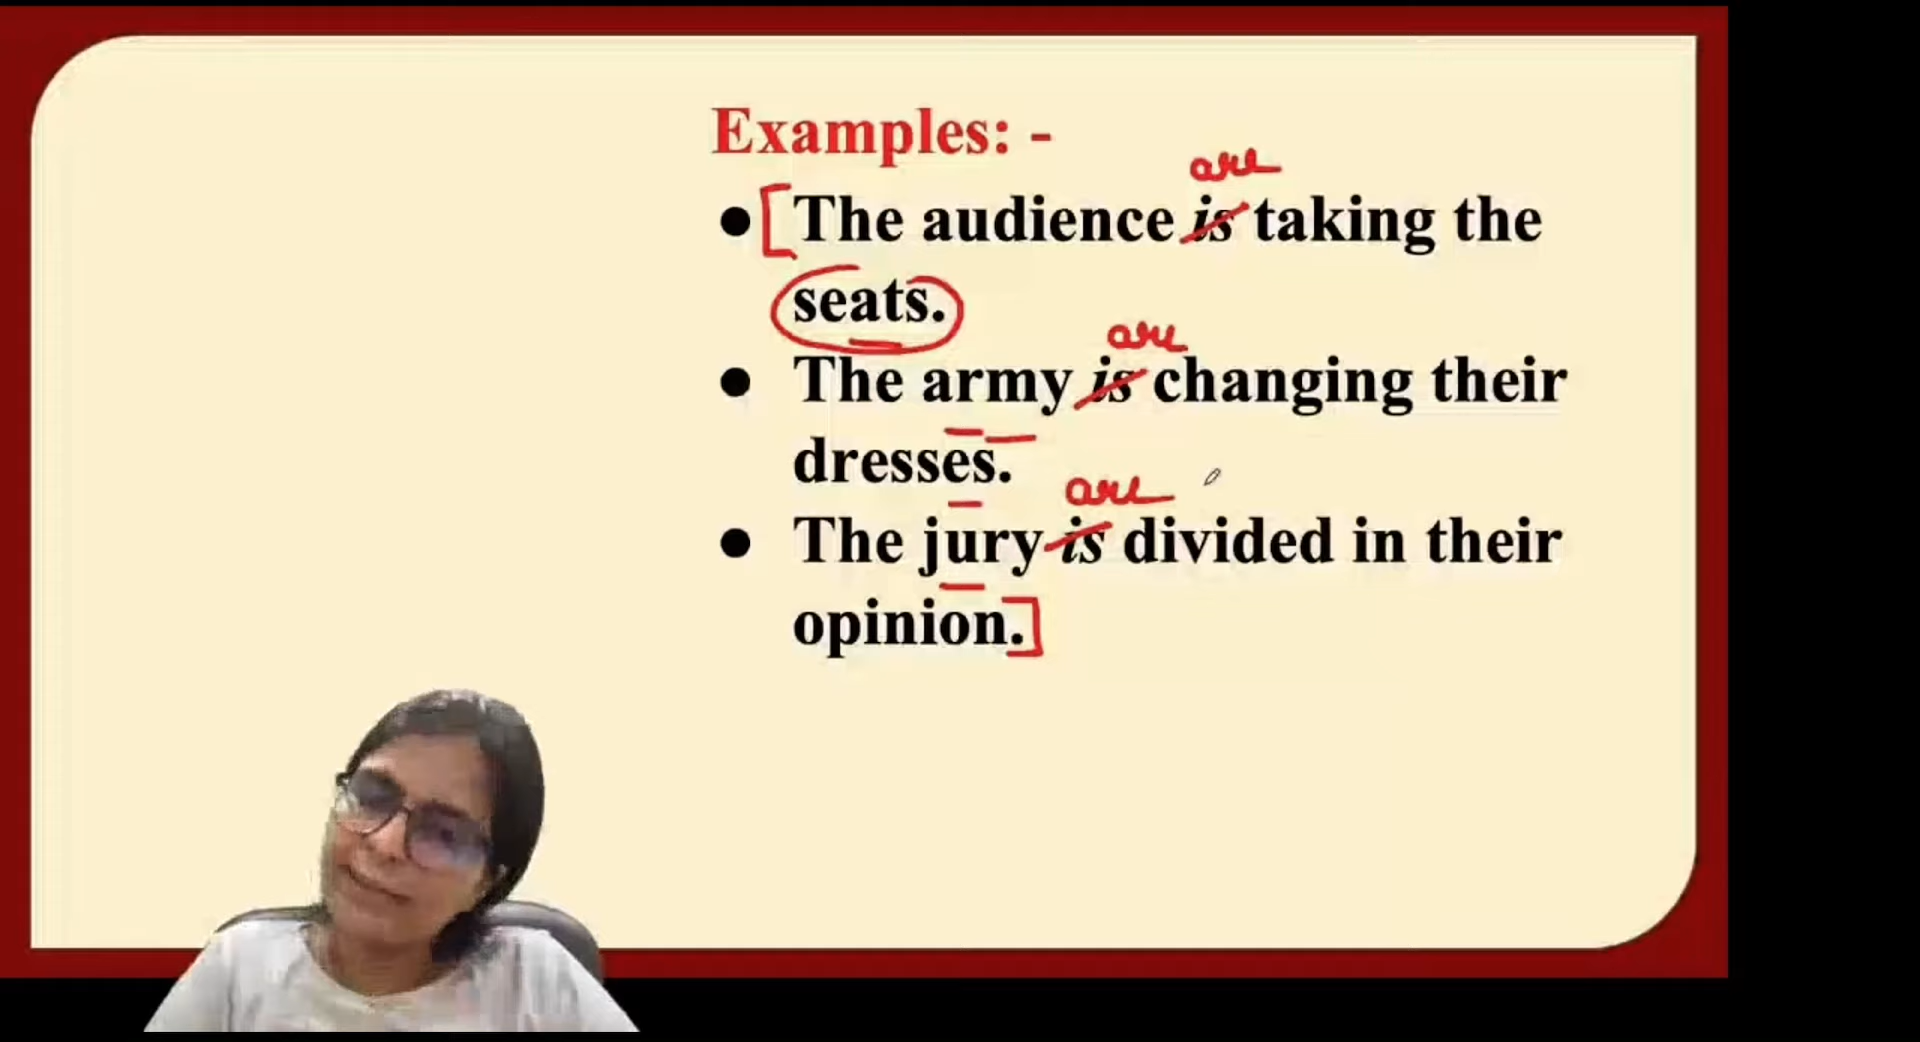 Examples: -
are
● The audience is taking the
seats.
are
● The army is changing their
dresses.
are
● The jury is divided in their
opinion.